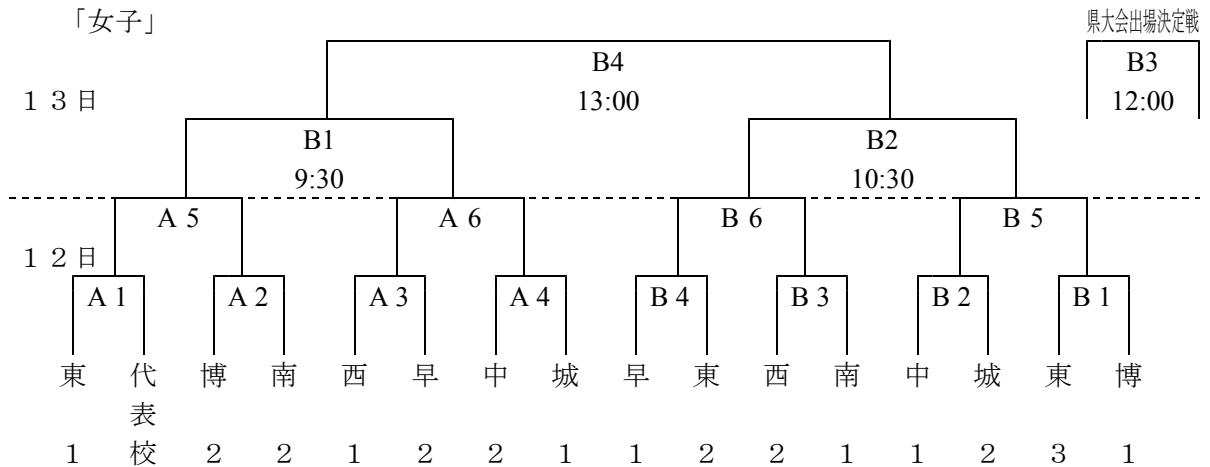 「女子」 県大会出場決定戦
B4 B3
１３日 13:00 12:00
B1 B2
9:30 10:30
A 5 A 6 B 6 B 5
１２日
A 1 A 2 A 3 A 4 B 4 B 3 B 2 B 1
東 代表校 博 南 西 早 中 城 早 東 西 南 中 城 東 博
１ ２ ２ １ ２ ２ １ １ ２ ２ １ １ ２ ３ １